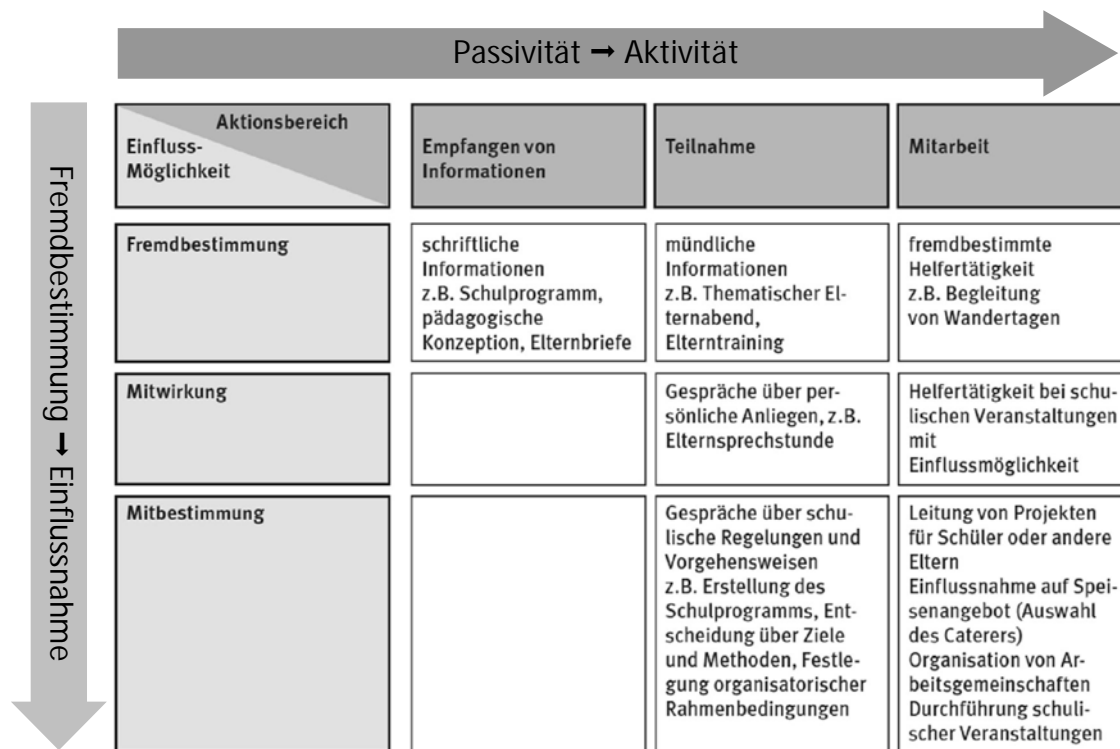 Passivität → Aktivität
Fremdbestimmung → Einflussnahme
Aktionsbereich
Einfluss-
Möglichkeit
Empfangen von
Informationen
Teilnahme
Mitarbeit
Fremdbestimmung
schriftliche
Informationen
z.B. Schulprogramm,
pädagogische
Konzeption, Elternbriefe
mündliche
Informationen
z.B. Thematischer El-
ternabend,
Elterntraining
fremdbestimmte
Helfertätigkeit
z.B. Begleitung
von Wandertagen
Mitwirkung
Gespräche über per-
sönliche Anliegen, z.B.
Elternsprechstunde
Helfertätigkeit bei schu-
lischen Veranstaltungen
mit
Einflussmöglichkeit
Mitbestimmung
Gespräche über schu-
lische Regelungen und
Vorgehensweisen
z.B. Erstellung des
Schulprogramms, Ent-
scheidung über Ziele
und Methoden, Festle-
gung organisatorischer
Rahmenbedingungen
Leitung von Projekten
für Schüler oder andere
Eltern
Einflussnahme auf Spei-
senangebot (Auswahl
des Caterers)
Organisation von Ar-
beitsgemeinschaften
Durchführung schuli-
scher Veranstaltungen